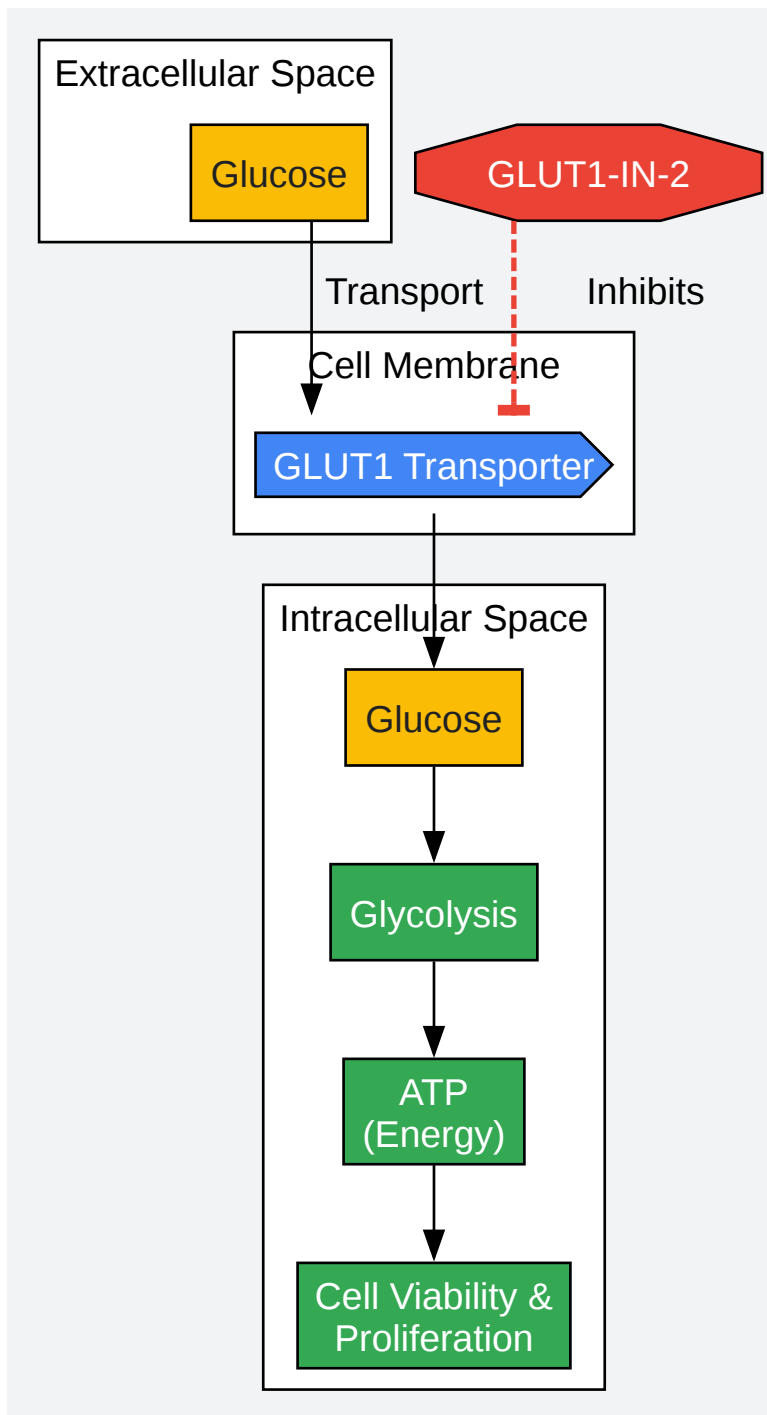 Extracellular Space
Glucose
GLUT1-IN-2
Transport
Inhibits
Cell Membrane
GLUT1 Transporter
Intracellular Space
Glucose
Glycolysis
ATP
(Energy)
Cell Viability &
Proliferation